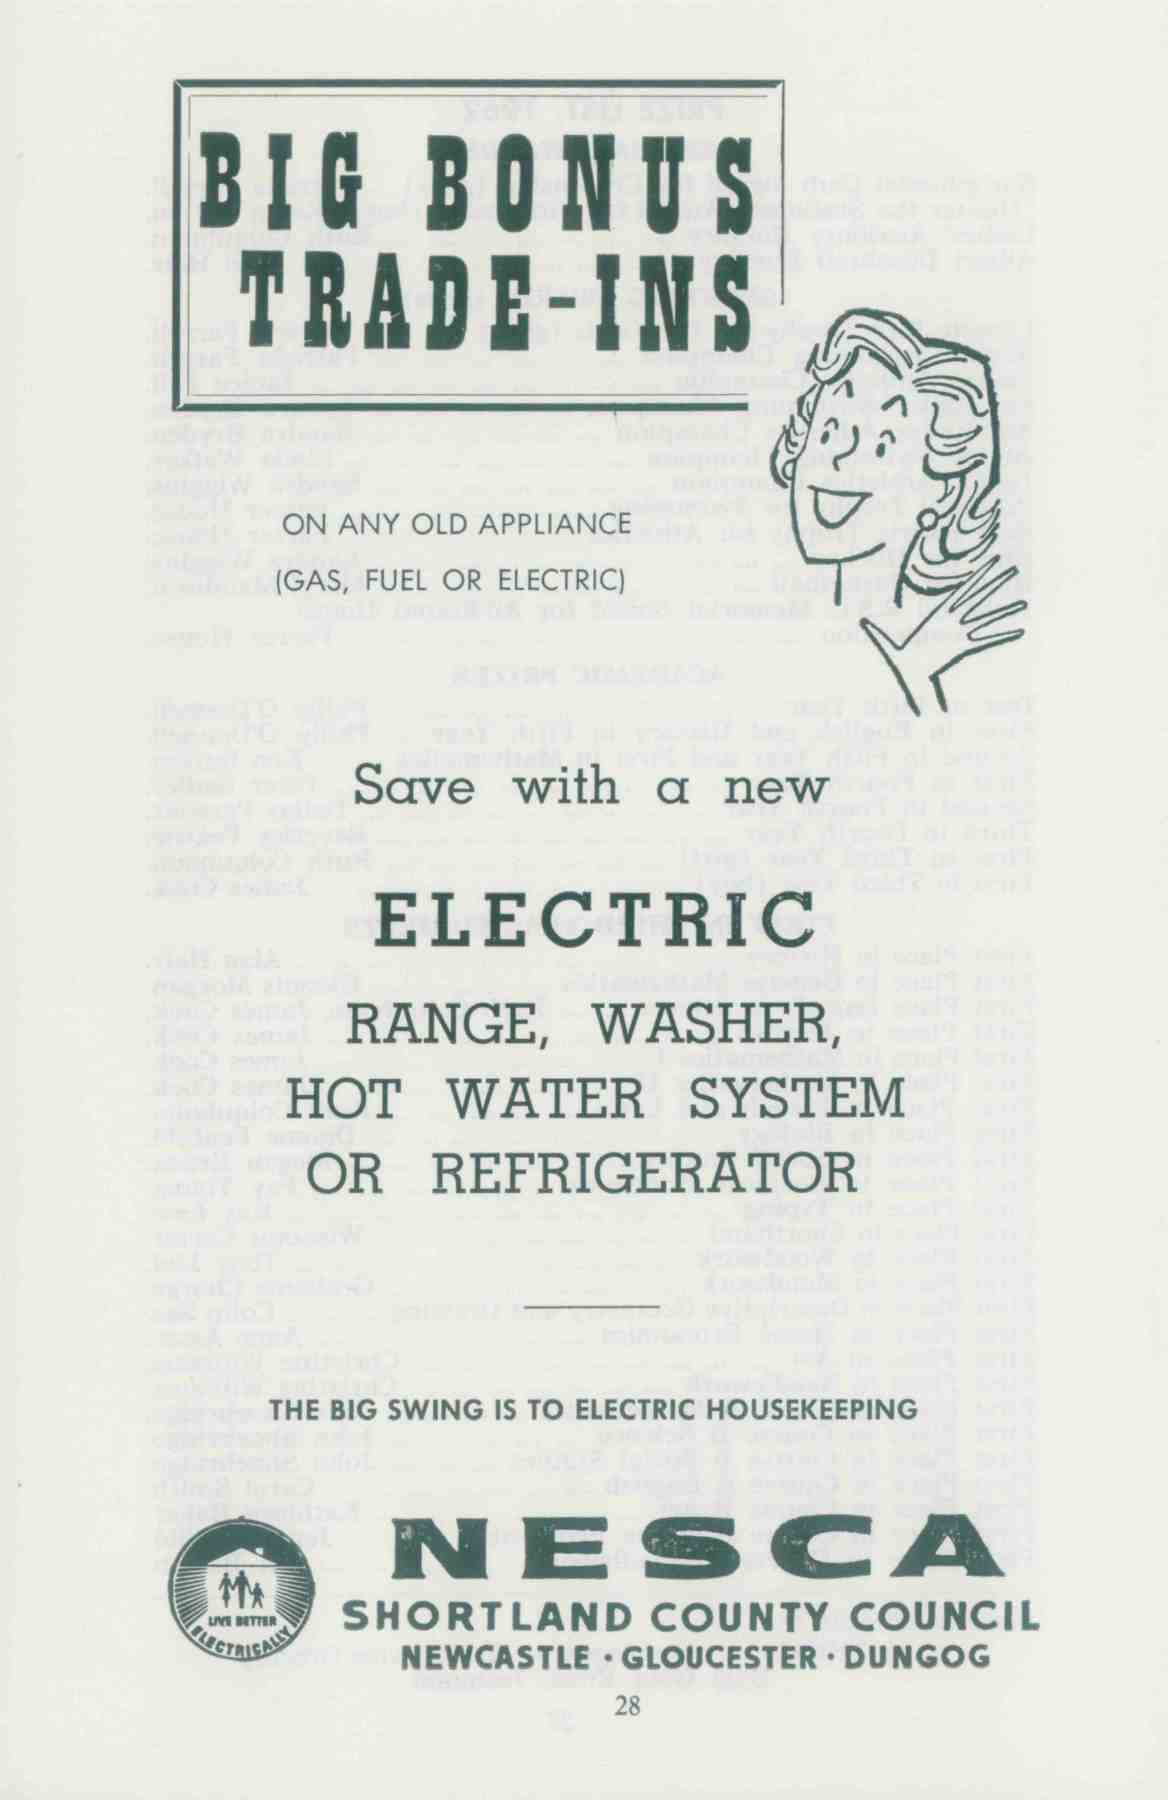 BIG BONUS
TRADE-INS
ON ANY OLD APPLIANCE
(GAS, FUEL OR ELECTRIC)
Save with a new
ELECTRIC
RANGE, WASHER,
HOT WATER SYSTEM
OR REFRIGERATOR
THE BIG SWING IS TO ELECTRIC HOUSEKEEPING
LIVE BETTER
ELECTRICALLY
NESCA
SHORTLAND COUNTY COUNCIL
NEWCASTLE · GLOUCESTER · DUNGOG
28